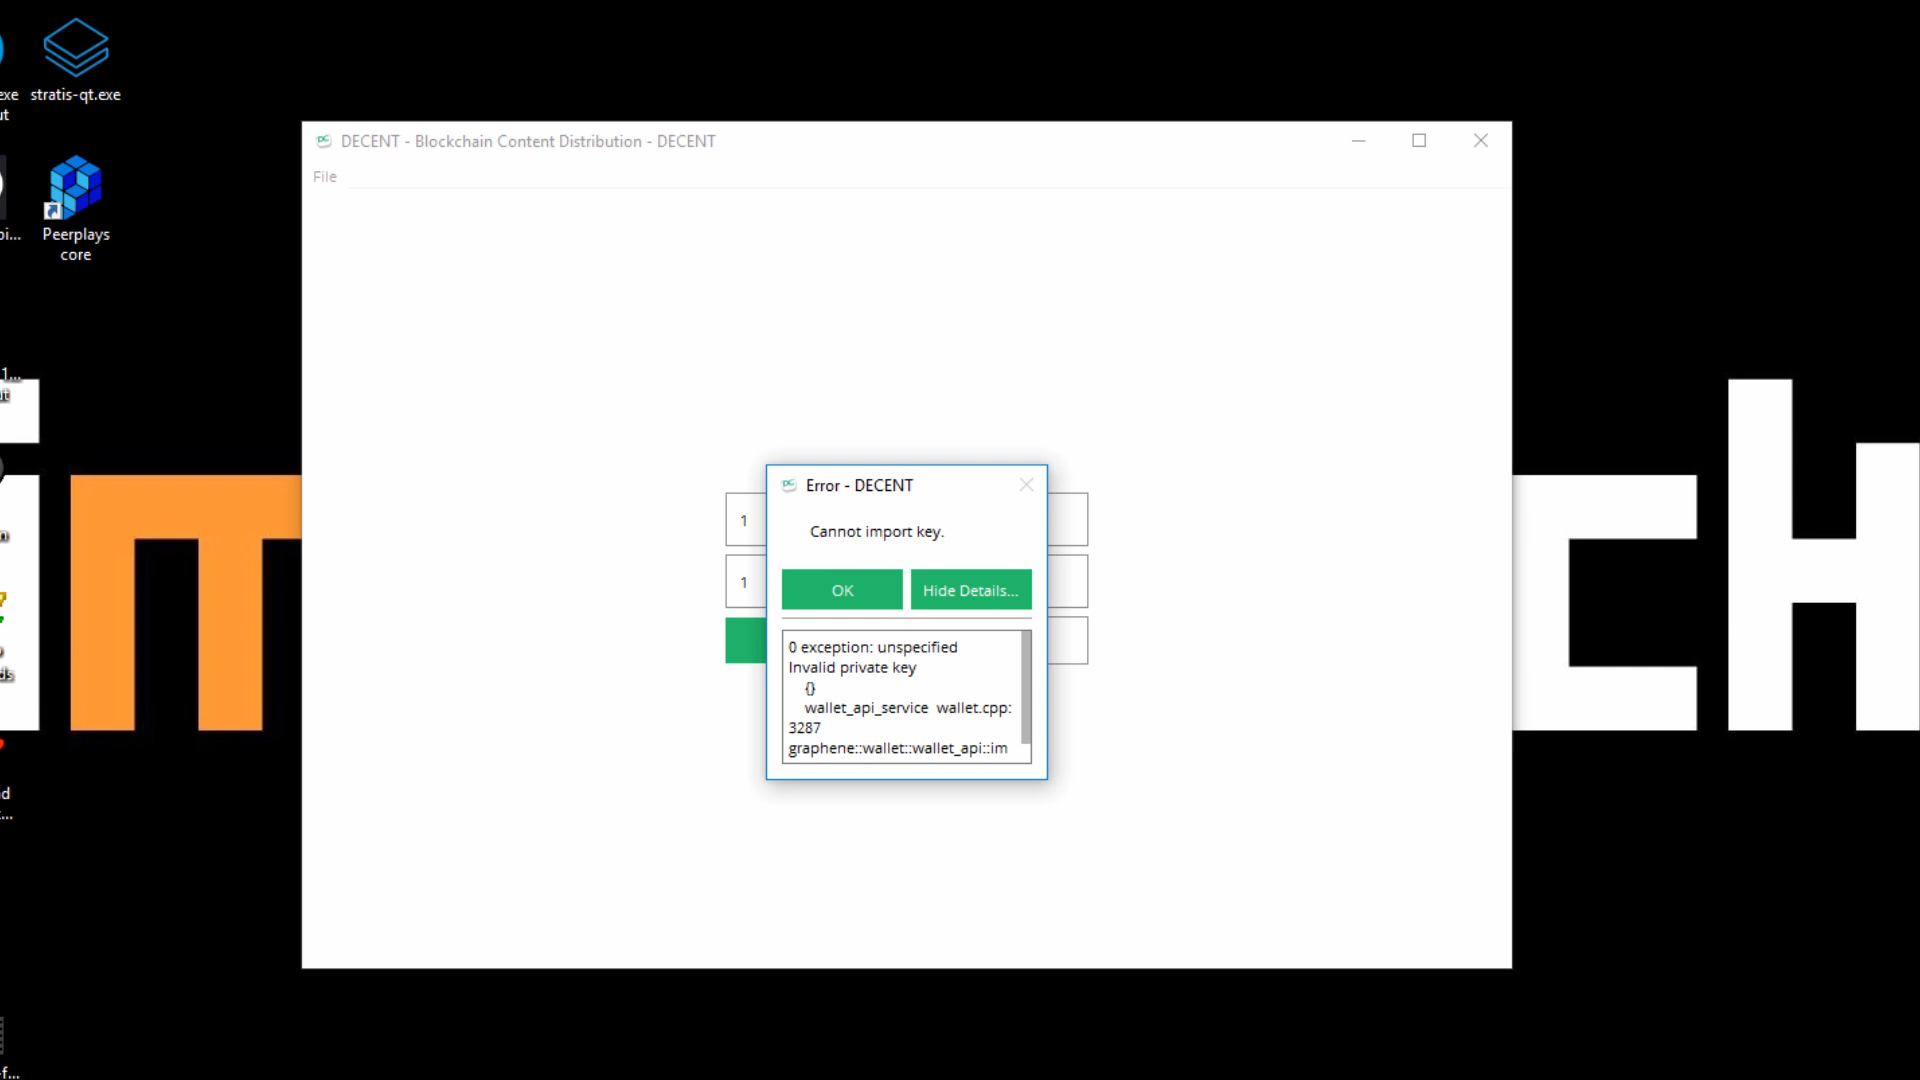 stratis-qt.exe
Peerplays
core
DECENT - Blockchain Content Distribution - DECENT
File
Error - DECENT
Cannot import key.
1
1
OK
Hide Details...
0 exception: unspecified
Invalid private key
{}
wallet_api_service wallet.cpp:
3287
graphene::wallet::wallet_api::im